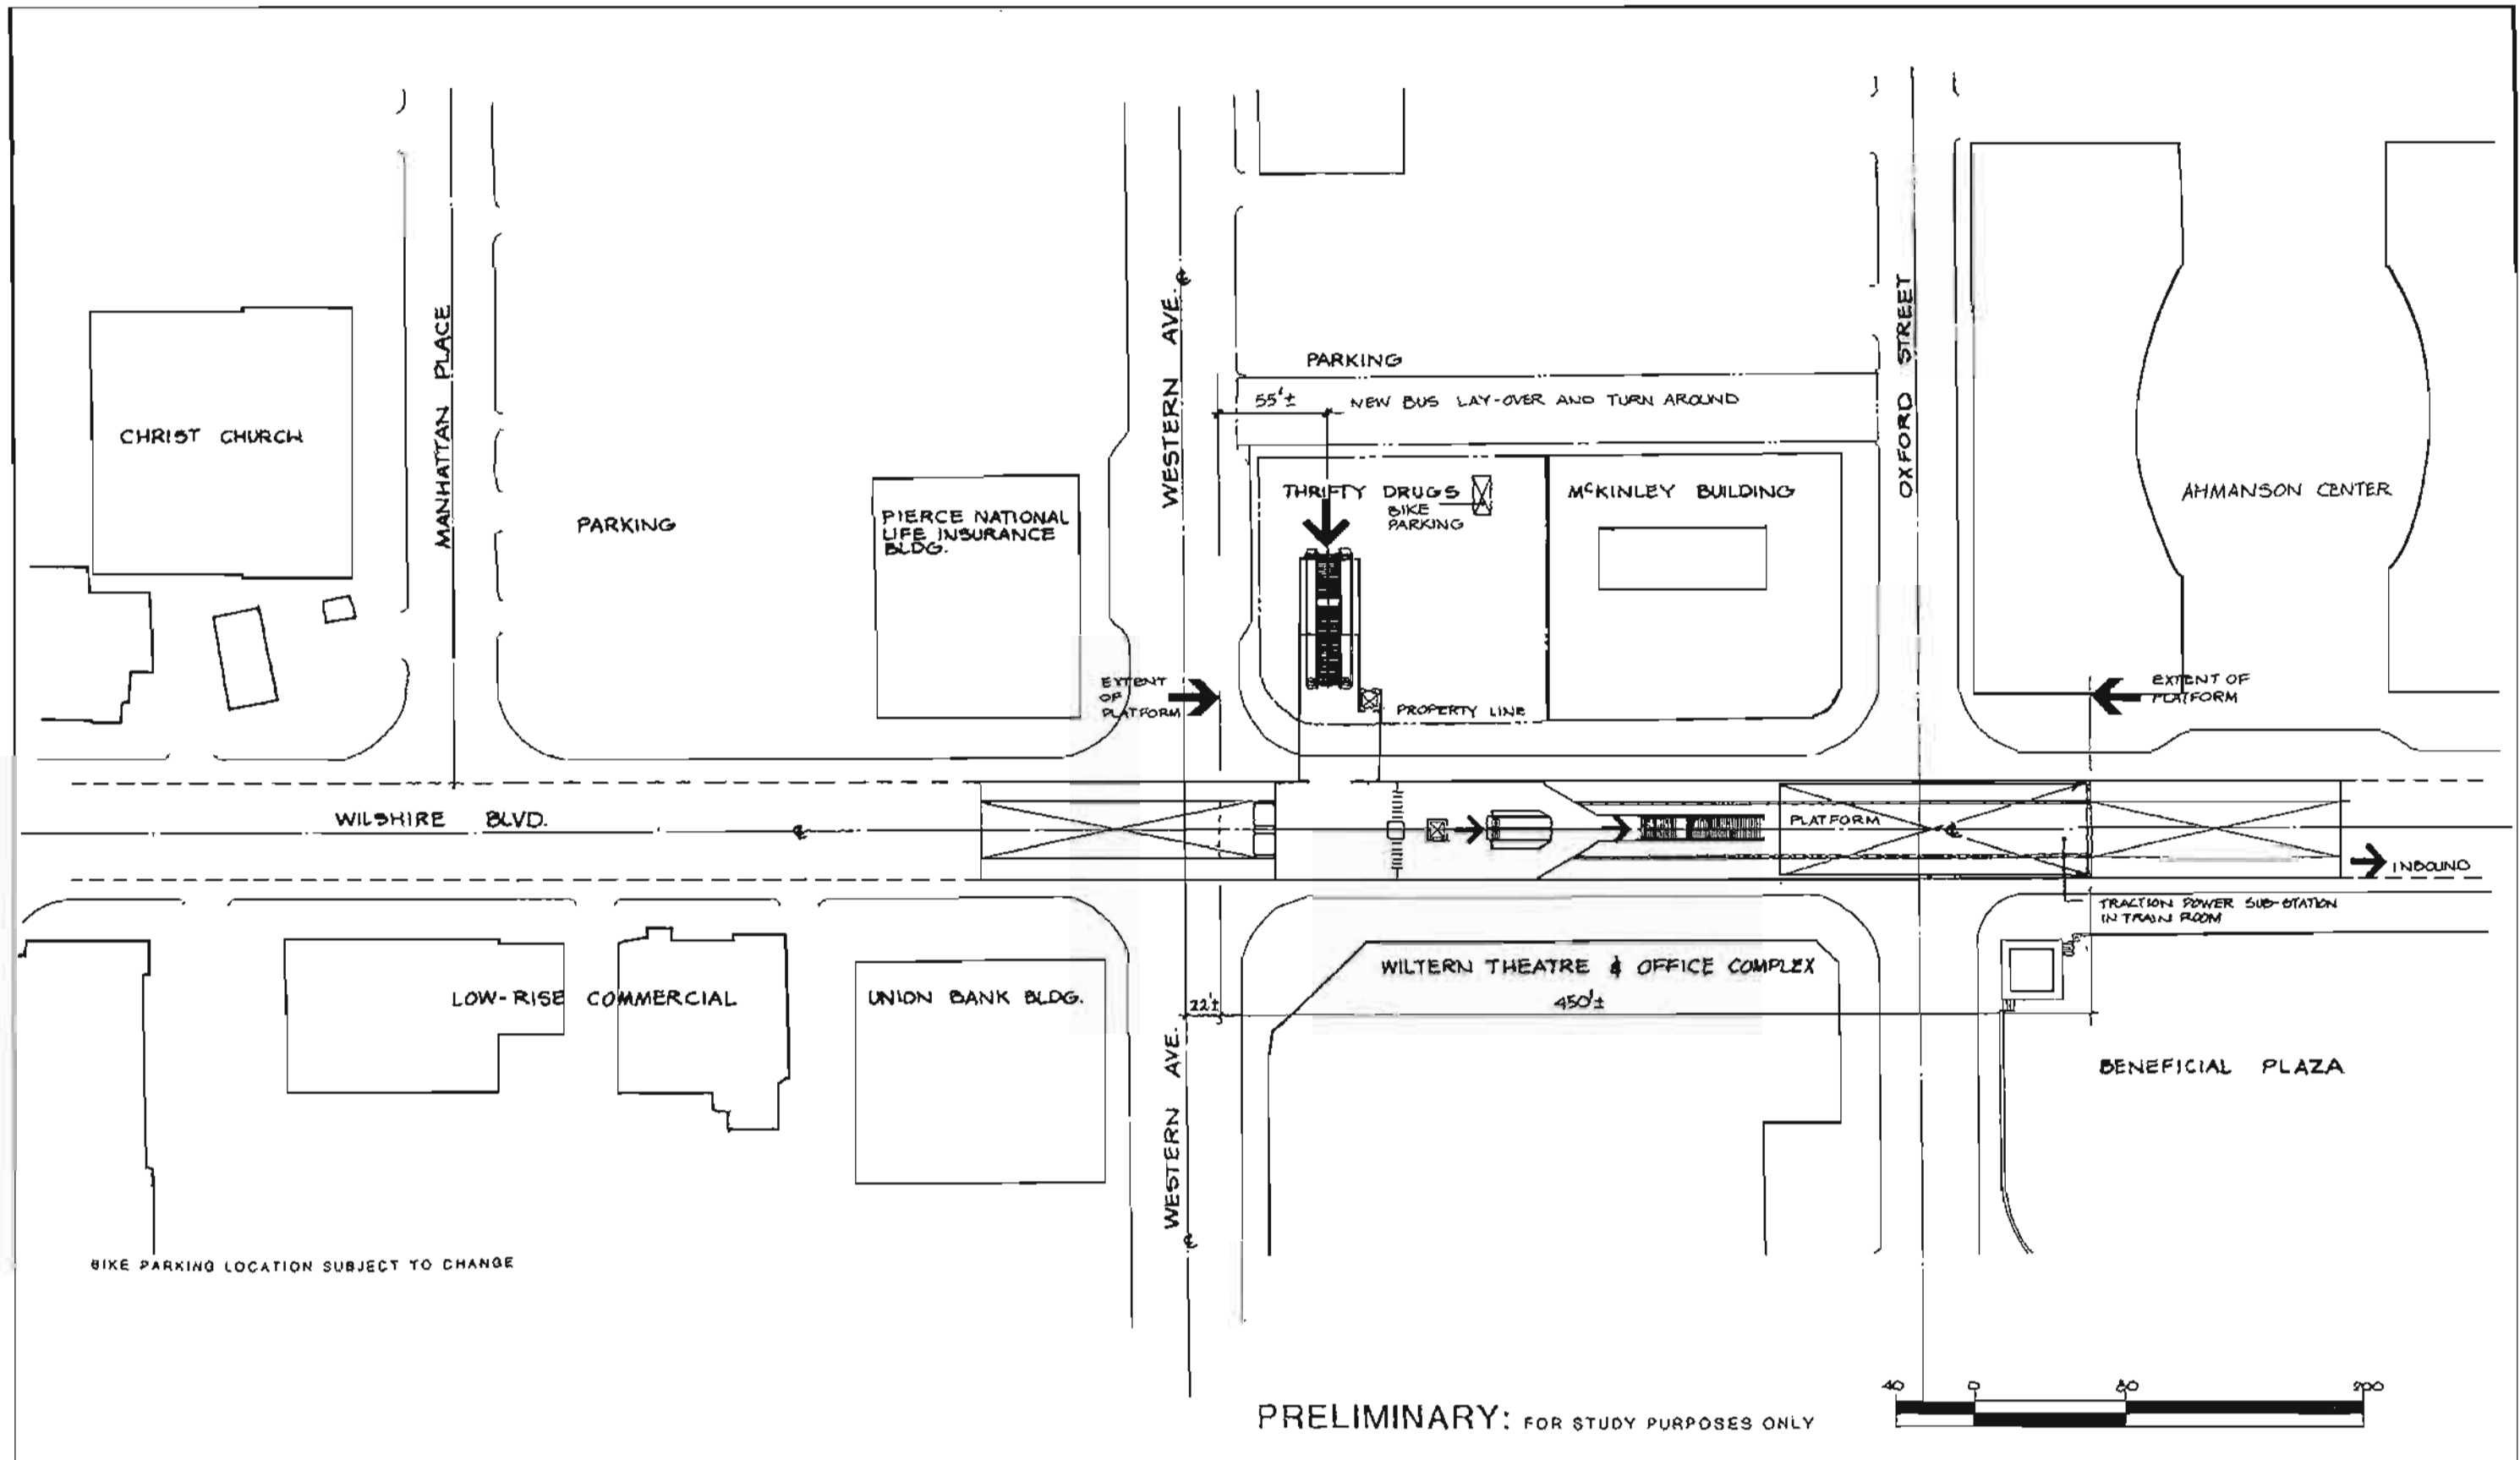 PARKING
55'±
NEW BUS LAY-OVER AND TURN AROUND
CHRIST CHURCH
MANHATTAN PLACE
WESTERN AVE. ℄
OXFORD STREET
PARKING
PIERCE NATIONAL
LIFE INSURANCE
BLDG.
THRIFTY DRUGS
BIKE
PARKING
MCKINLEY BUILDING
AHMANSON CENTER
EXTENT
OF
PLATFORM
PROPERTY LINE
EXTENT OF
PLATFORM
WILSHIRE BLVD.
℄
PLATFORM
℄
INBOUND
TRACTION POWER SUB-STATION
IN TRAIN ROOM
LOW-RISE COMMERCIAL
UNION BANK BLDG.
WILTERN THEATRE & OFFICE COMPLEX
22'±
450'±
WESTERN AVE.
℄
BENEFICIAL PLAZA
BIKE PARKING LOCATION SUBJECT TO CHANGE
PRELIMINARY: FOR STUDY PURPOSES ONLY
40 0 80 200